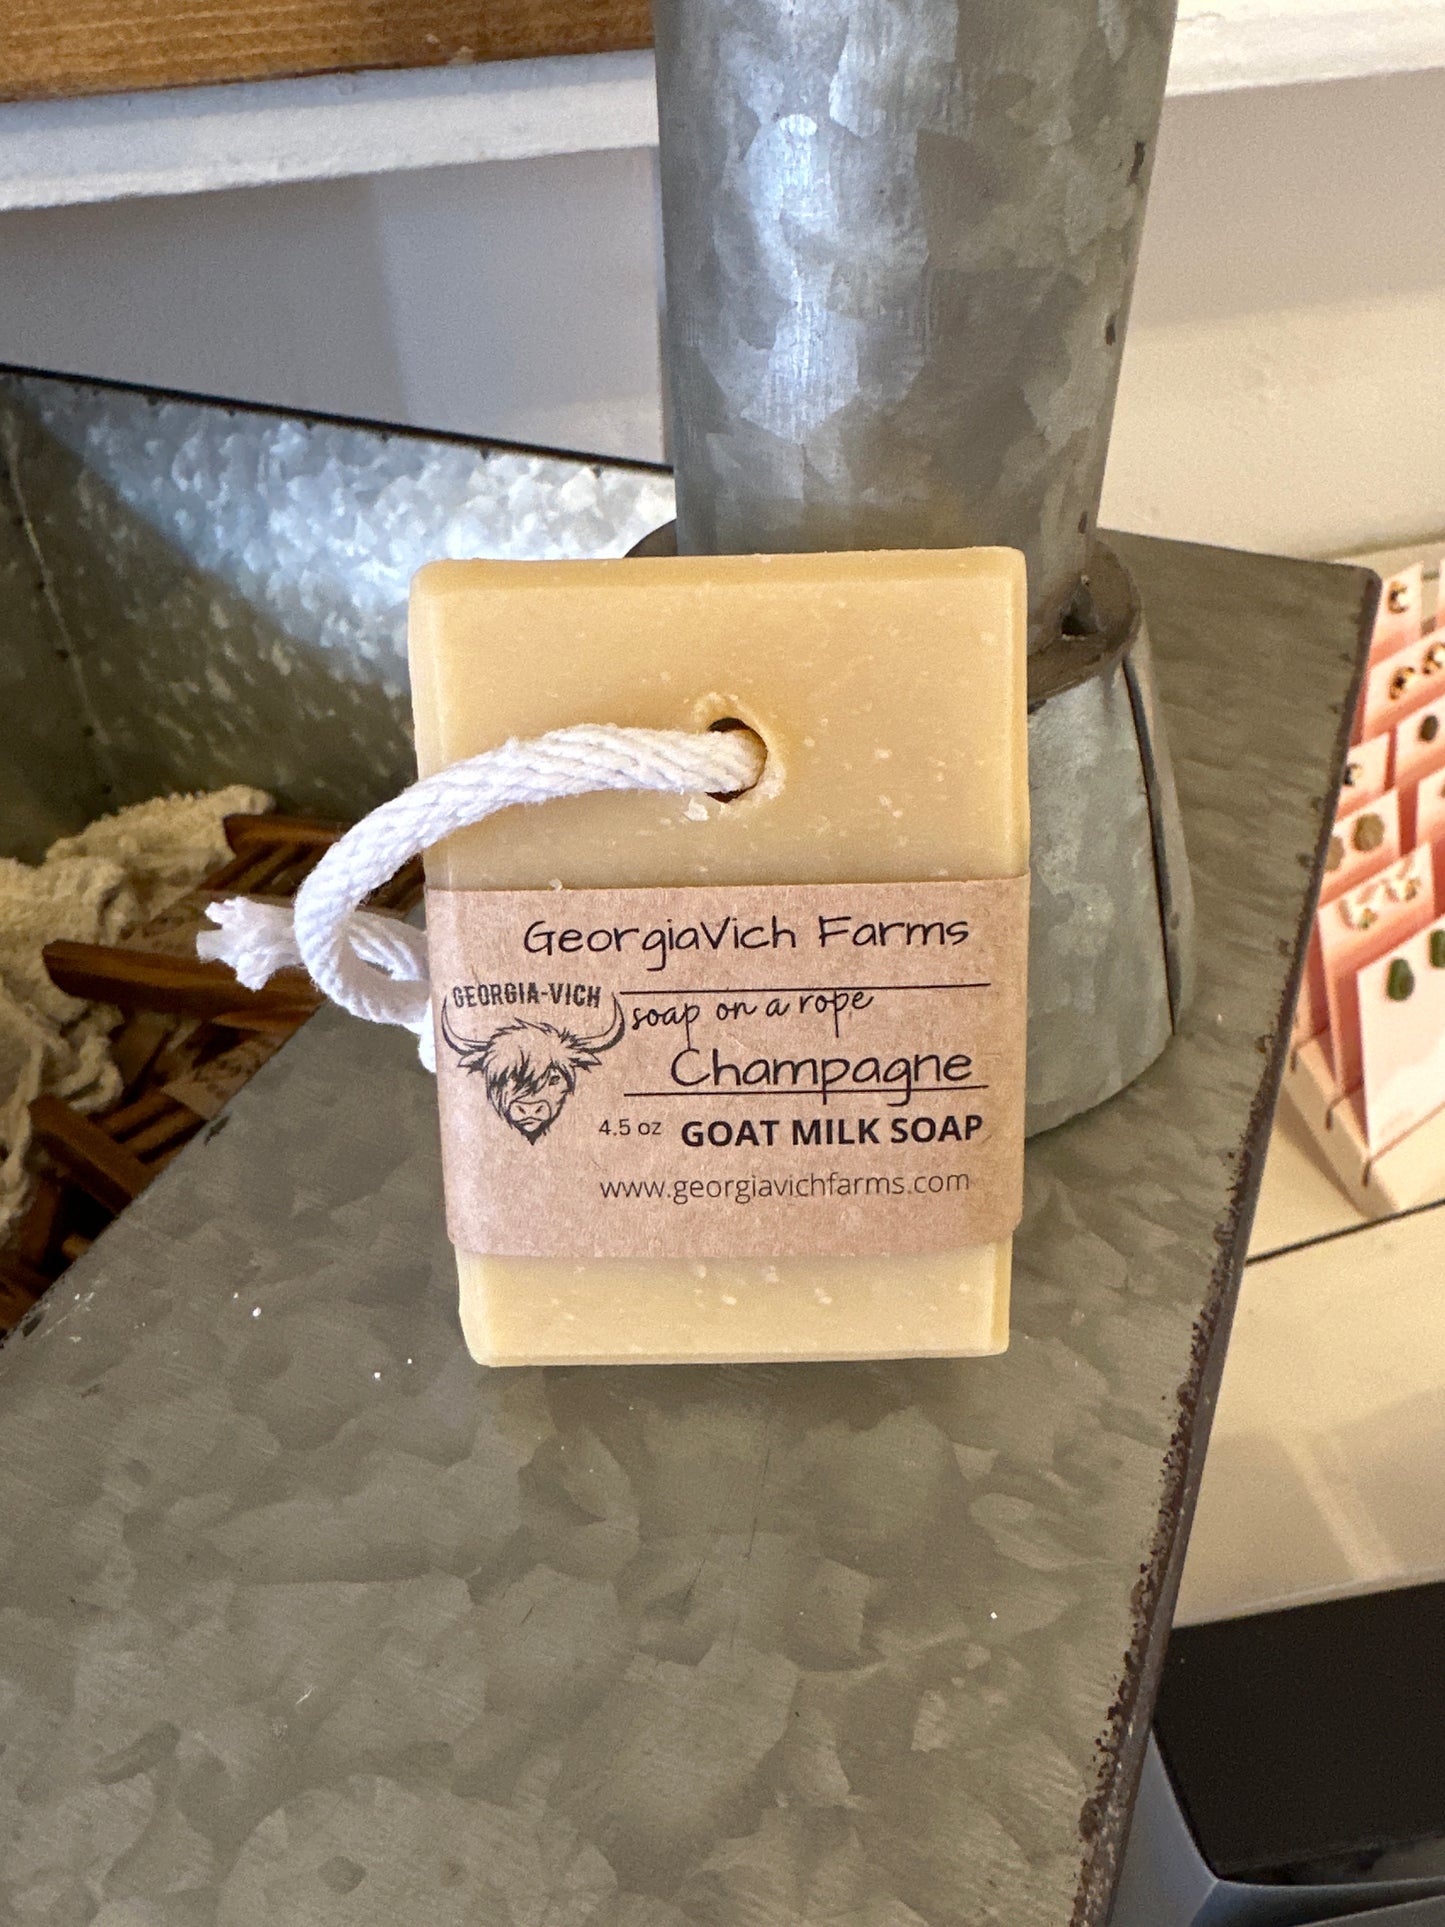 GeorgiaVich Farms
GEORGIA-VICH
soap on a rope
Champagne
4.5 oz GOAT MILK SOAP
www.georgiavichfarms.com